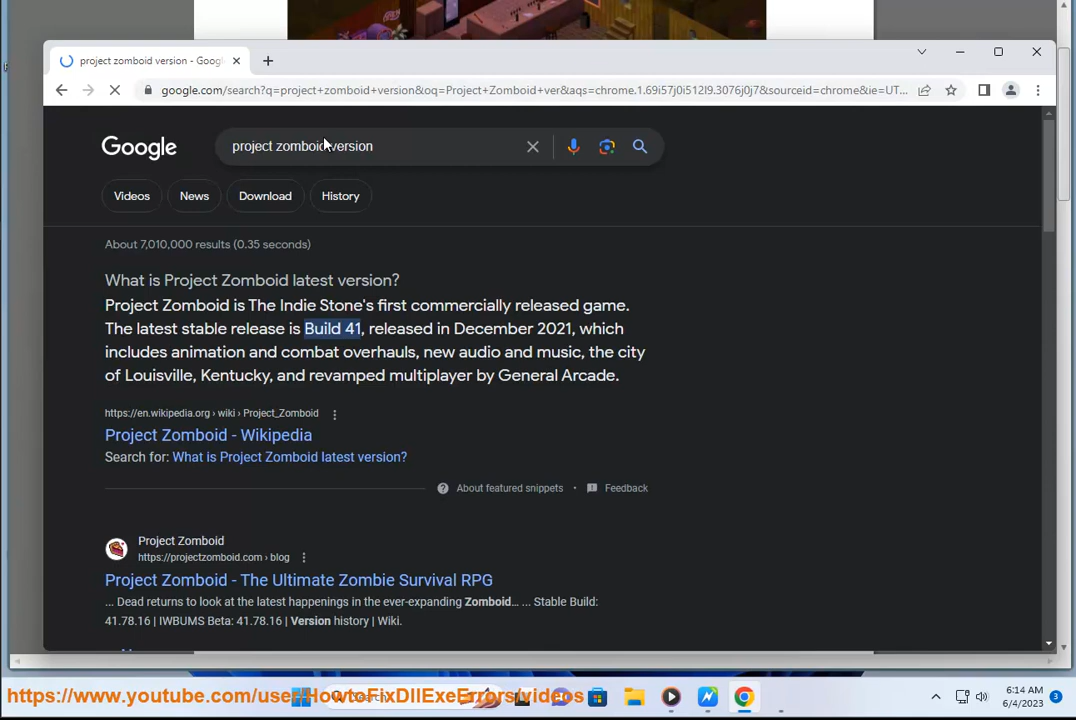 project zomboid version - Goog
google.com/search?q=project+zomboid+version&oq=Project+Zomboid+ver&aqs=chrome.1.69i57j0i512l9.3076j0j7&sourceid=chrome&ie=UT...
Google
project zomboid version
Videos
News
Download
History
About 7,010,000 results (0.35 seconds)
What is Project Zomboid latest version?
Project Zomboid is The Indie Stone's first commercially released game.
The latest stable release is Build 41, released in December 2021, which
includes animation and combat overhauls, new audio and music, the city
of Louisville, Kentucky, and revamped multiplayer by General Arcade.
https://en.wikipedia.org › wiki › Project_Zomboid
Project Zomboid - Wikipedia
Search for: What is Project Zomboid latest version?
About featured snippets
•
Feedback
Project Zomboid
https://projectzomboid.com › blog
Project Zomboid - The Ultimate Zombie Survival RPG
... Dead returns to look at the latest happenings in the ever-expanding Zomboid... ... Stable Build:
41.78.16 | IWBUMS Beta: 41.78.16 | Version history | Wiki.
https://www.youtube.com/user/HowtoFixDllExeErrors/videos
6:14 AM
6/4/2023
3